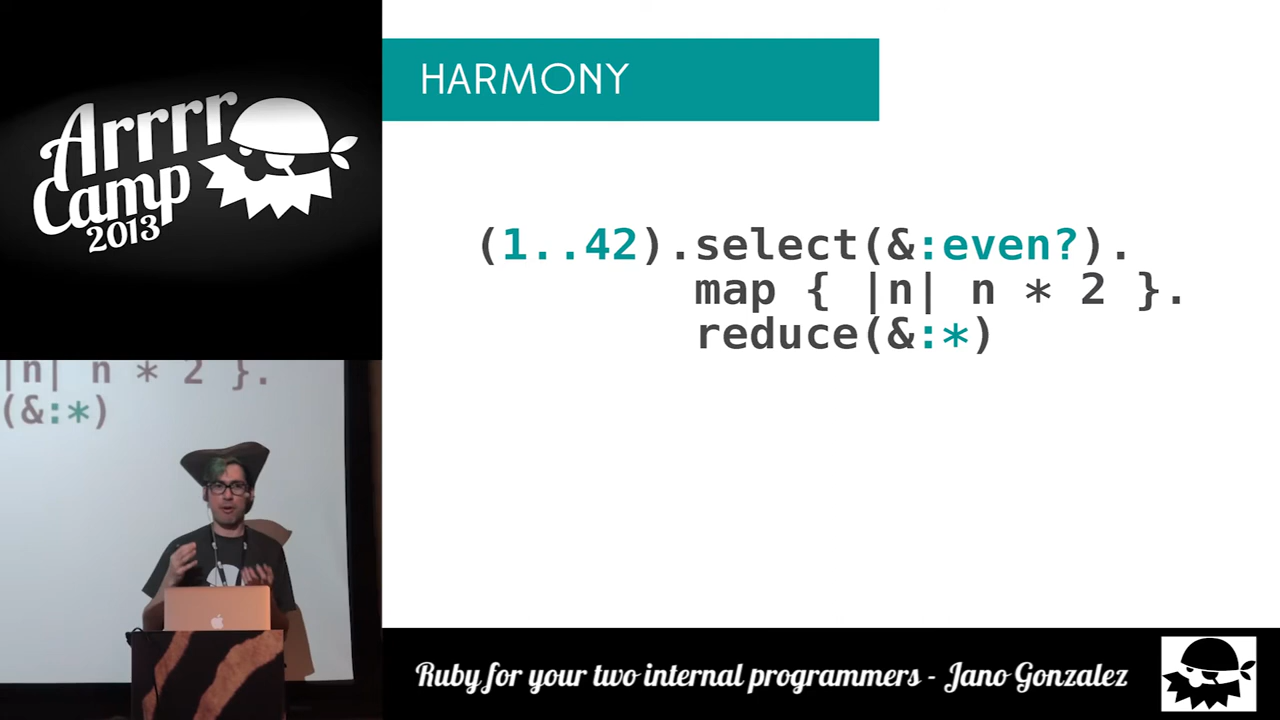 Arrrr
Camp
2013
HARMONY
(1..42).select(&:even?).
map { |n| n * 2 }.
reduce(&:*)
|n| n * 2 }.
(&:*)
Ruby for your two internal programmers - Jano Gonzalez